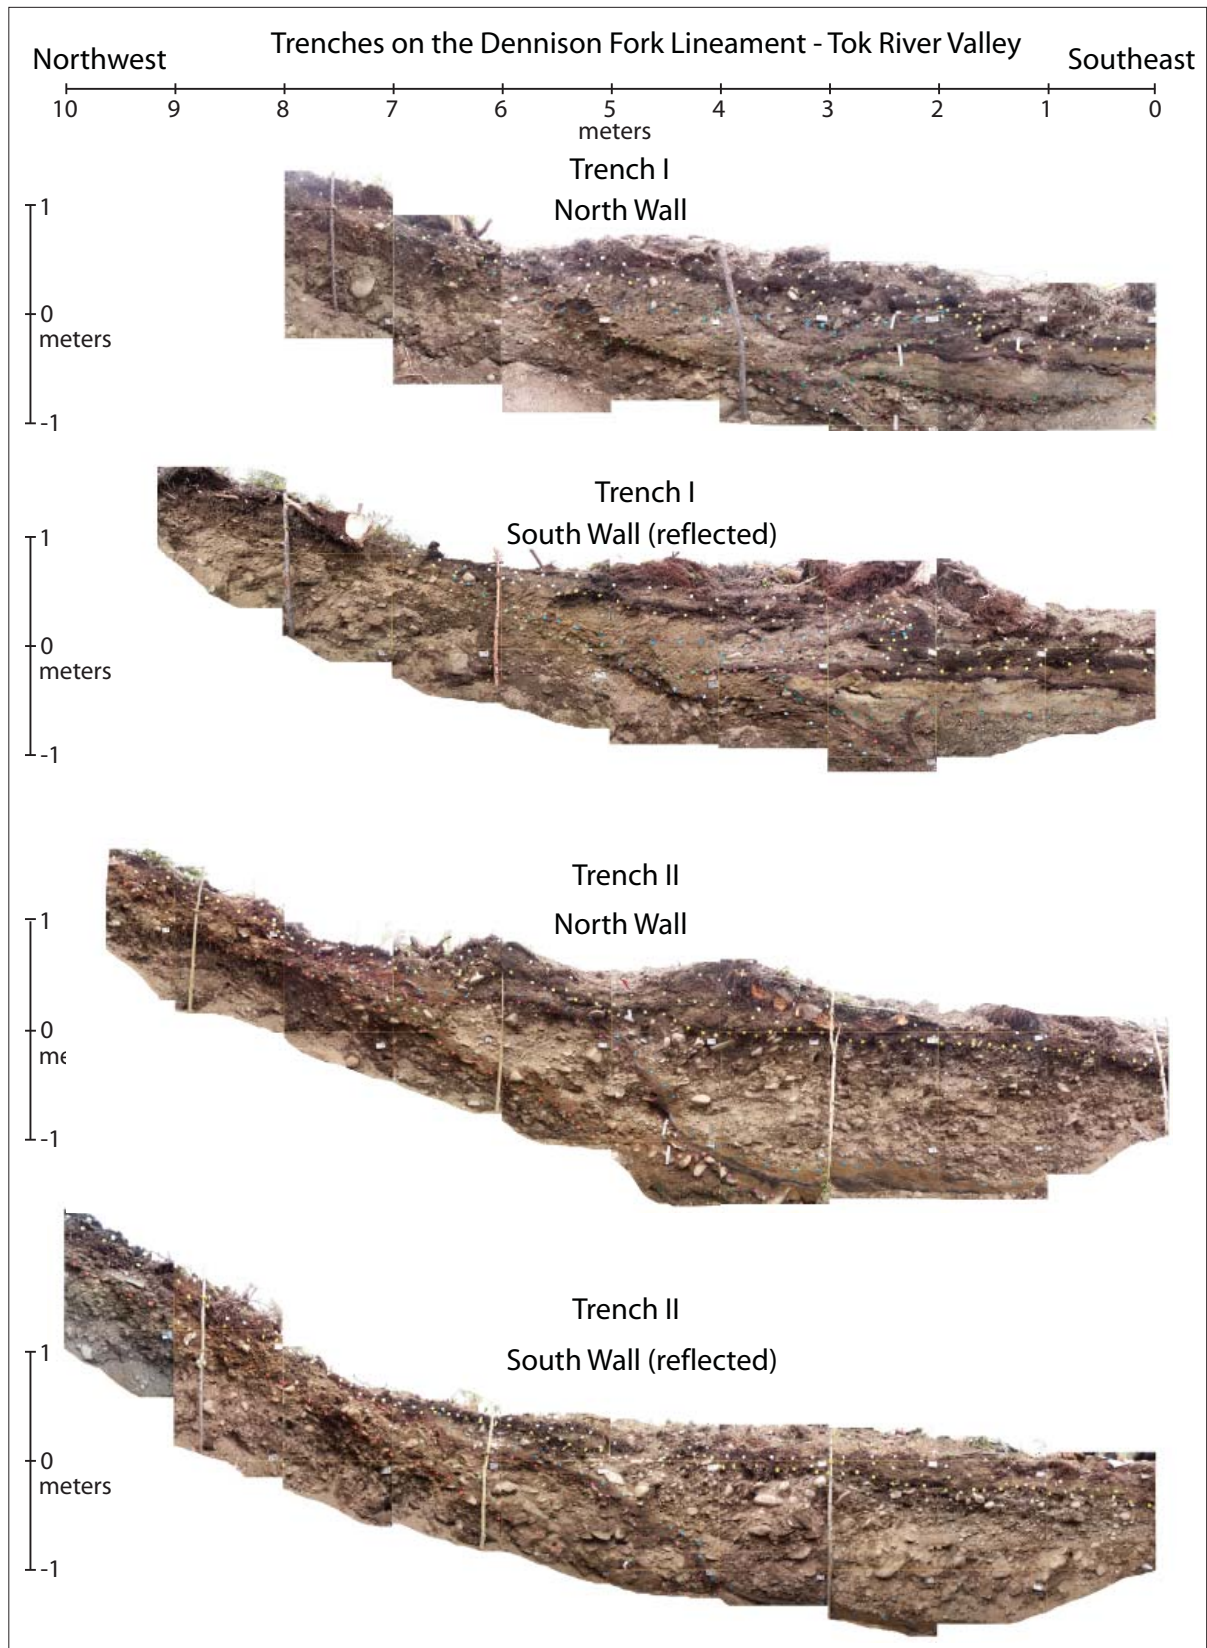 Trenches on the Dennison Fork Lineament - Tok River Valley
Northwest
Southeast
10 9 8 7 6 5 4 3 2 1 0
meters
Trench I
North Wall
1
0
meters
-1
Trench I
South Wall (reflected)
1
0
meters
-1
Trench II
North Wall
1
0
me
-1
Trench II
South Wall (reflected)
1
0
meters
-1